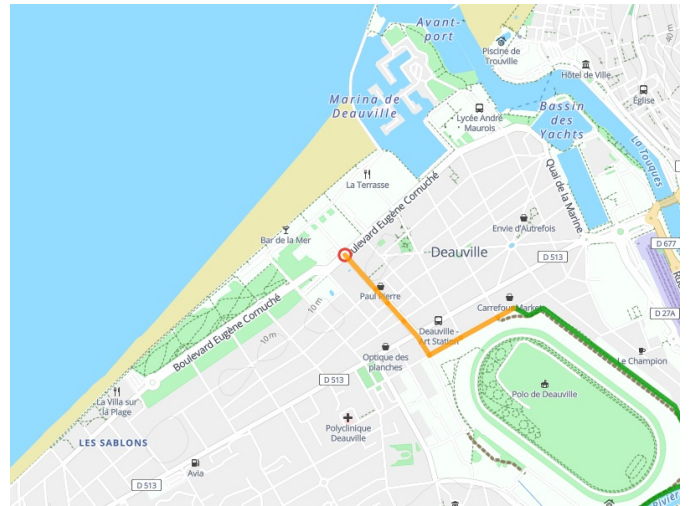 Avant-
port
Piscine de
Trouville
Hôtel de Ville
40 m
Église
Marina de
Deauville
Lycée André
Maurois
Bassin
des
Yachts
La Touques
La Terrasse
Quai de la Marine
Boulevard Eugène Cornuché
Bar de la Mer
Envie d'Autrefois
Deauville
D 513
D 677
Rue
10 m
Paul Pierre
Carrefour Market
D 27A
Deauville -
Art Station
Le Champion
Boulevard Eugène Cornuché
10 m
Optique des
planches
D 513
Polo de Deauville
La Villa sur
la Plage
Polyclinique
Deauville
LES SABLONS
Avia
D 513